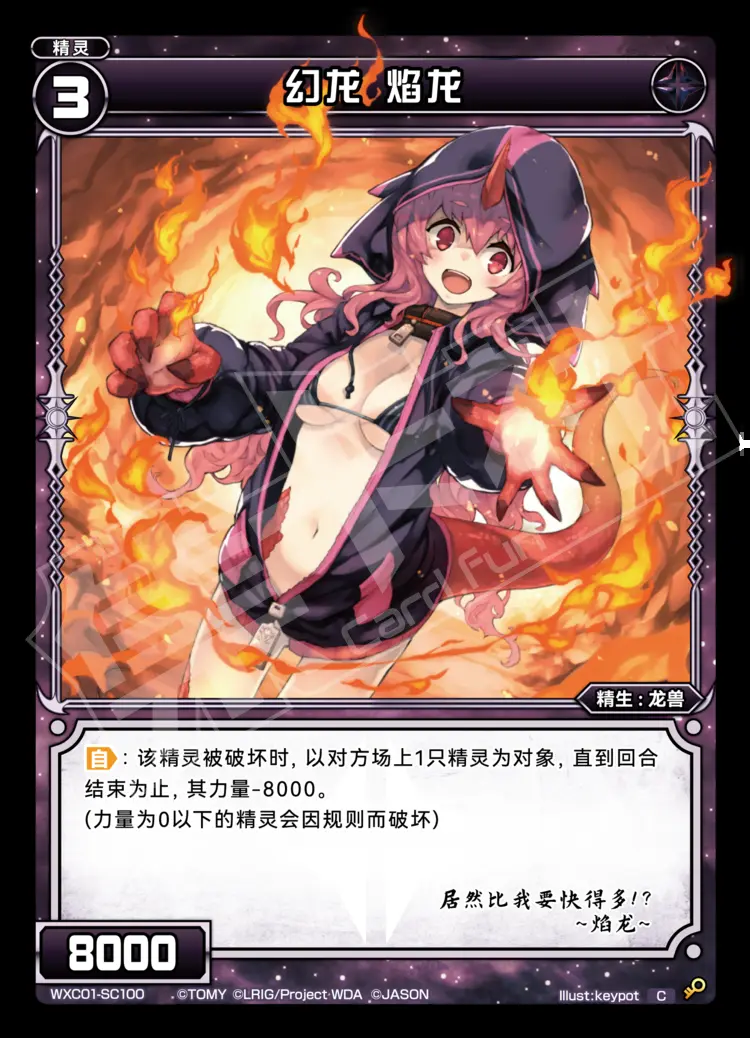 精灵
3
幻龙 焰龙
精生：龙兽
自：该精灵被破坏时, 以对方场上1只精灵为对象, 直到回合
结束为止, 其力量-8000。
(力量为0以下的精灵会因规则而破坏)
居然比我要快得多!?
~焰龙~
8000
WXC01-SC100 ©TOMY ©LRIG/Project WDA ©JASON Illust:keypot C
Card Fun